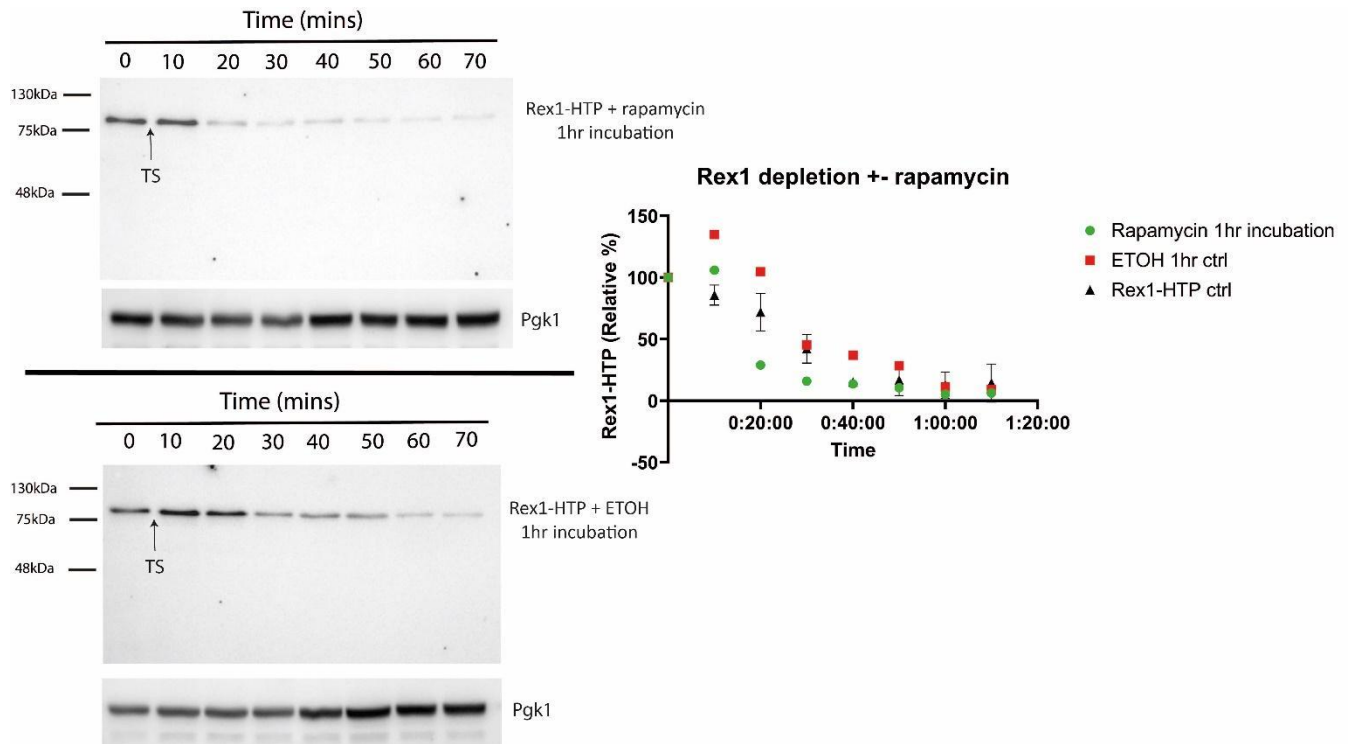 Time (mins)
0 10 20 30 40 50 60 70
130kDa
75kDa
48kDa
TS
Rex1-HTP + rapamycin
1hr incubation
Pgk1
Time (mins)
0 10 20 30 40 50 60 70
130kDa
75kDa
48kDa
TS
Rex1-HTP + ETOH
1hr incubation
Pgk1
Rex1 depletion +- rapamycin
Rex1-HTP (Relative %)
150
100
50
0
-50
0:20:00 0:40:00 1:00:00 1:20:00
Time
Rapamycin 1hr incubation
ETOH 1hr ctrl
Rex1-HTP ctrl